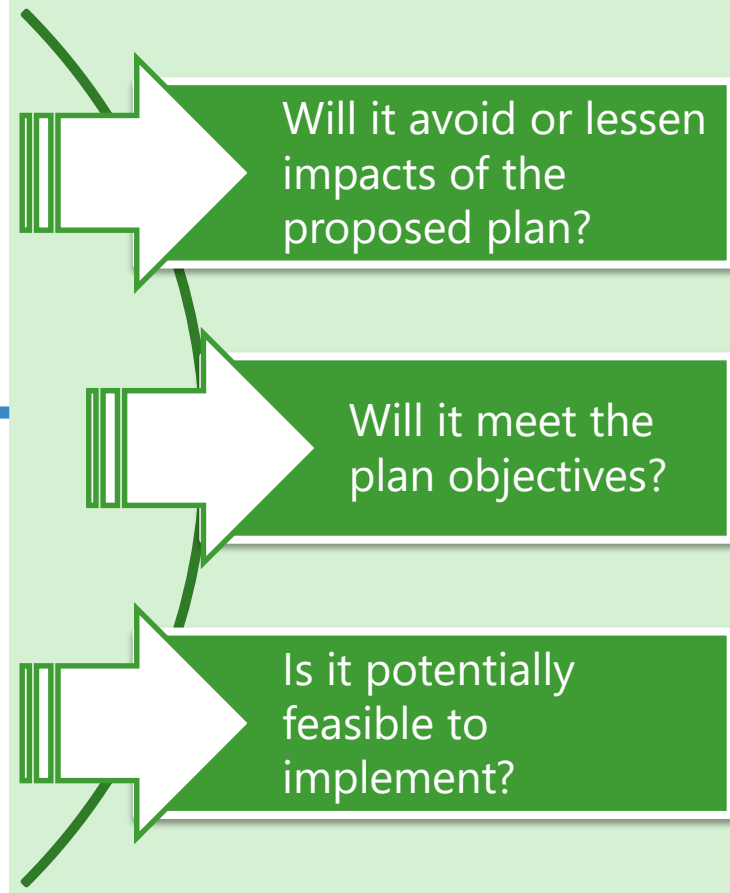 Will it avoid or lessen
impacts of the
proposed plan?
Will it meet the
plan objectives?
Is it potentially
feasible to
implement?